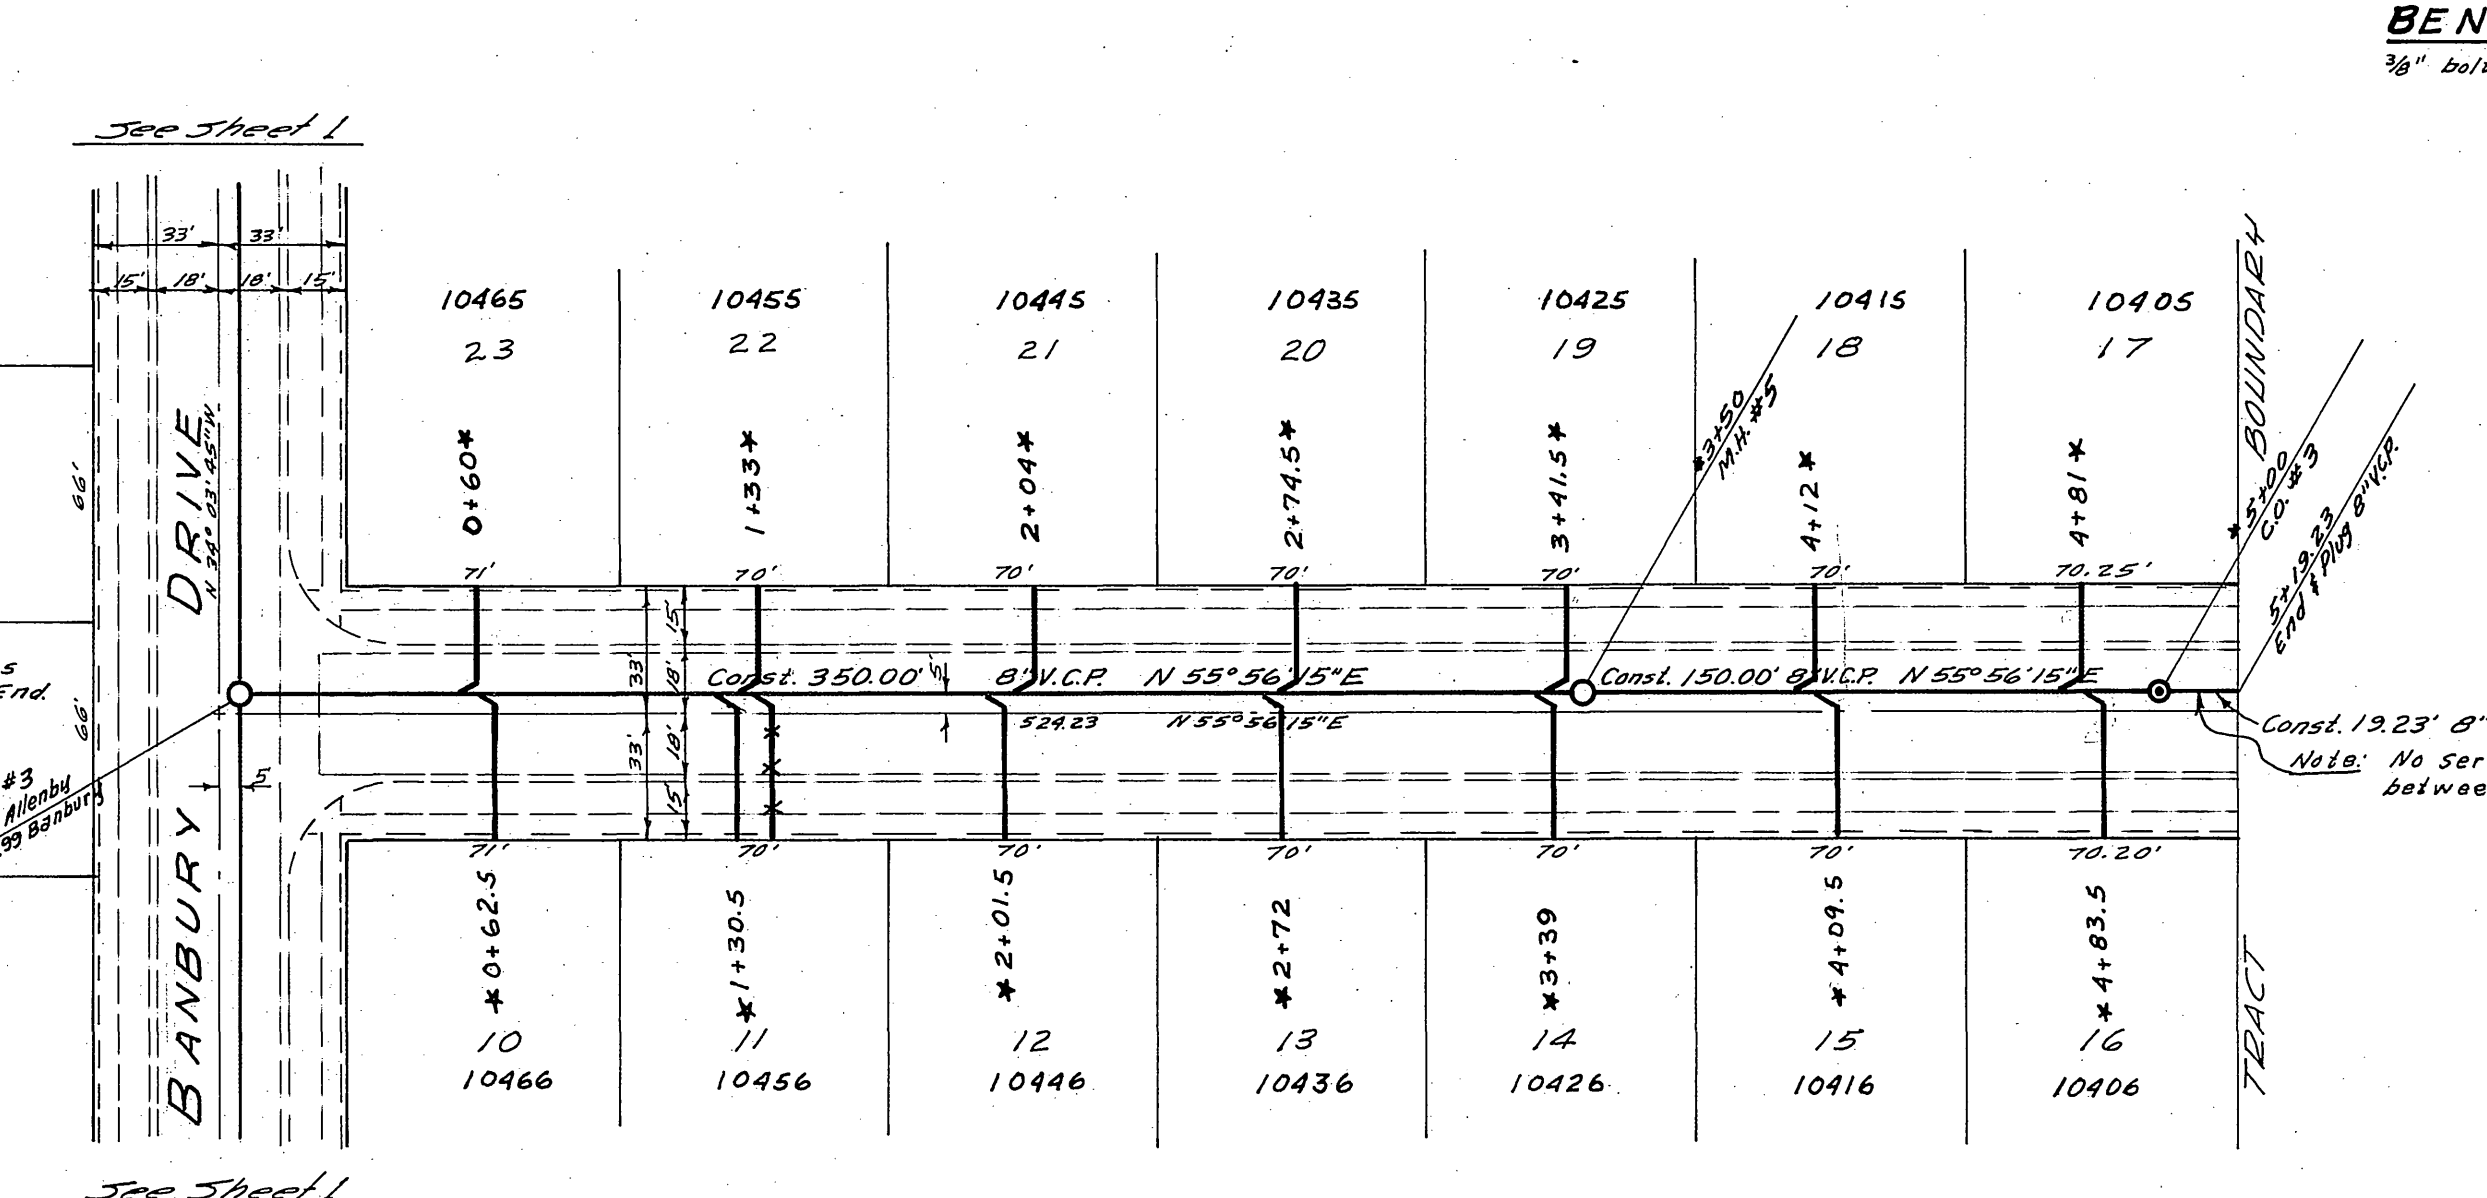 BEN
3/8" bolt
See Sheet 1
33' 33'
15' 18' 18' 15'
10465 10455 10445 10435 10425 10415 10405
23 22 21 20 19 18 17
BOUNDARY
DRIVE
N 34° 03' 45" W
66'
0+60*
1+33*
2+04*
2+74.5*
3+41.5*
*3+50
M.H. #5
4+12*
4+81*
* 5+00
C.O. #3
5+19.23
End & Plug 8" V.C.P.
71' 70' 70' 70' 70' 70' 70.25'
15'
33' 18'
5
End.
66'
Const. 350.00' 8" V.C.P. N 55° 56' 15" E
5'
Const. 150.00' 8" V.C.P. N 55° 56' 15" E
524.23 N 55° 56' 15" E
33' 18'
15'
Const. 19.23' 8"
Note: No ser
betwee
5'
#3
Allenby
99 Banbury
71' 70' 70' 70' 70' 70' 70.20'
BANBURY
*0+62.5
*1+30.5
*2+01.5
*2+72
*3+39
*4+09.5
*4+83.5
TRACT
10 11 12 13 14 15 16
10466 10456 10446 10436 10426 10416 10406
See Sheet 1